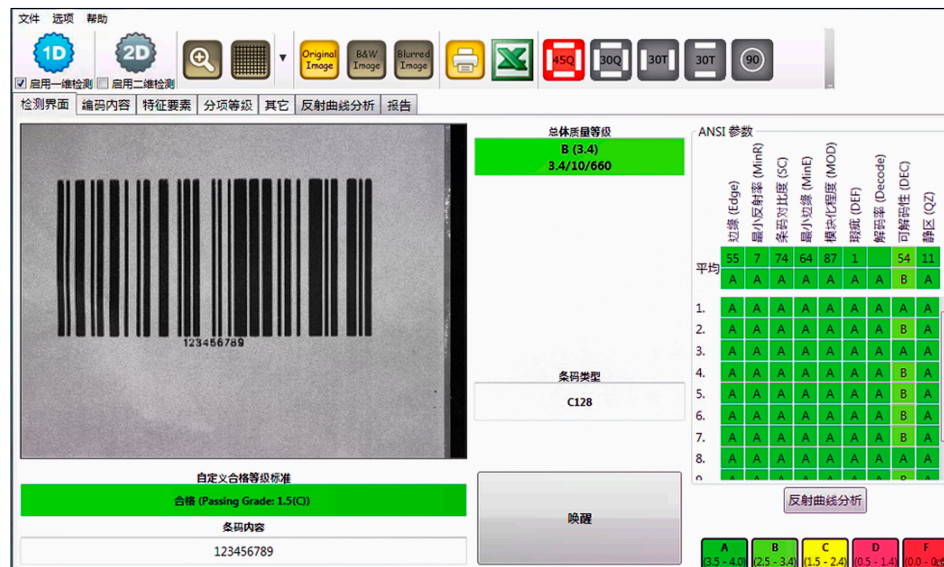 文件 选项 帮助
1D 2D Original Image B&W Image Blurred Image 45Q 30Q 30T 30T 90
启用一维检测 启用二维检测
检测界面 编码内容 特征要素 分项等级 其它 反射曲线分析 报告
123456789
自定义合格等级标准
合格 (Passing Grade: 1.5(C))
条码内容
123456789
总体质量等级
B (3.4)
3.4/10/660
条码类型
C128
唤醒
ANSI 参数
边缘 (Edge) 最小反射率 (MinR) 条码对比度 (SC) 最小边缘 (MinE) 模块化程度 (MOD) 瑕疵 (DEF) 解码率 (Decode) 可解码性 (DEC) 静区 (QZ)
平均 55 7 74 64 87 1 54 11
A A A A A A A B A
1. A A A A A A A A A
2. A A A A A A A B A
3. A A A A A A A A A
4. A A A A A A A B A
5. A A A A A A A B A
6. A A A A A A A B A
7. A A A A A A A B A
8. A A A A A A A A A
反射曲线分析
A B C D F
(3.5 - 4.0) (2.5 - 3.4) (1.5 - 2.4) (0.5 - 1.4)